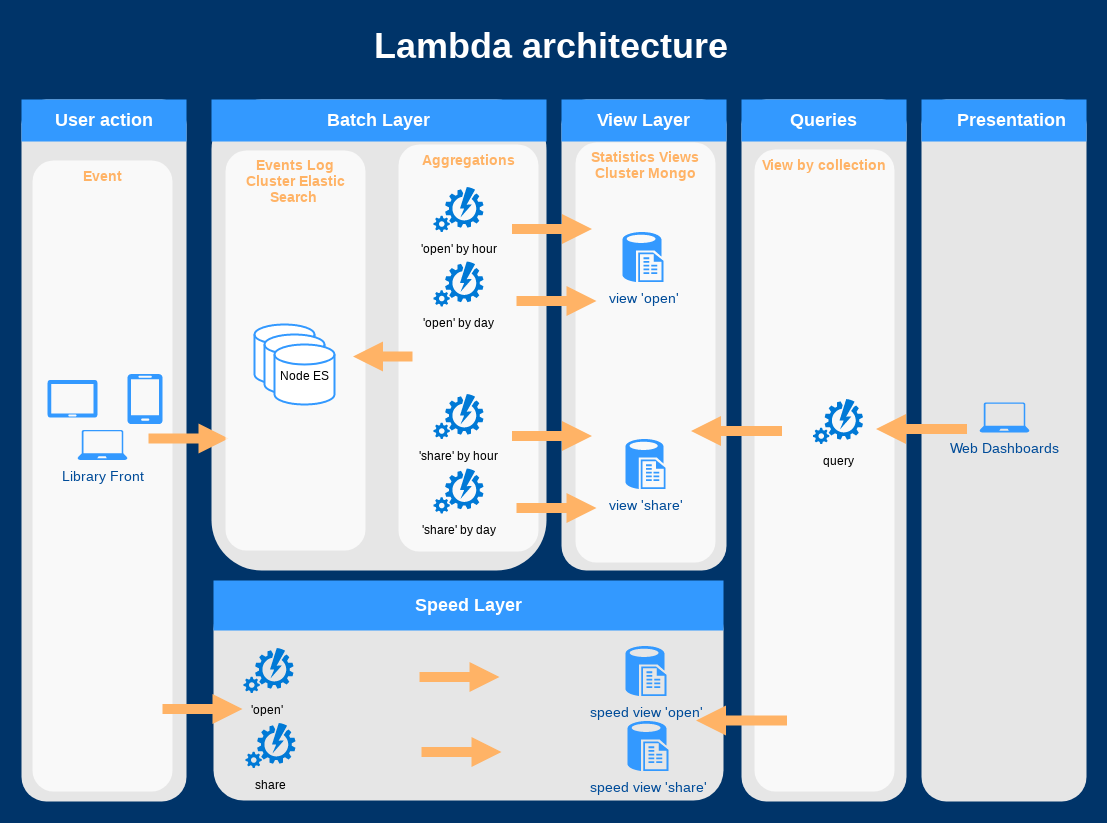 Lambda architecture
User action
Batch Layer
View Layer
Queries
Presentation
Event
Events Log
Cluster Elastic
Search
Aggregations
Statistics Views
Cluster Mongo
View by collection
'open' by hour
'open' by day
view 'open'
Node ES
'share' by hour
'share' by day
view 'share'
Library Front
query
Web Dashboards
Speed Layer
'open'
speed view 'open'
share
speed view 'share'